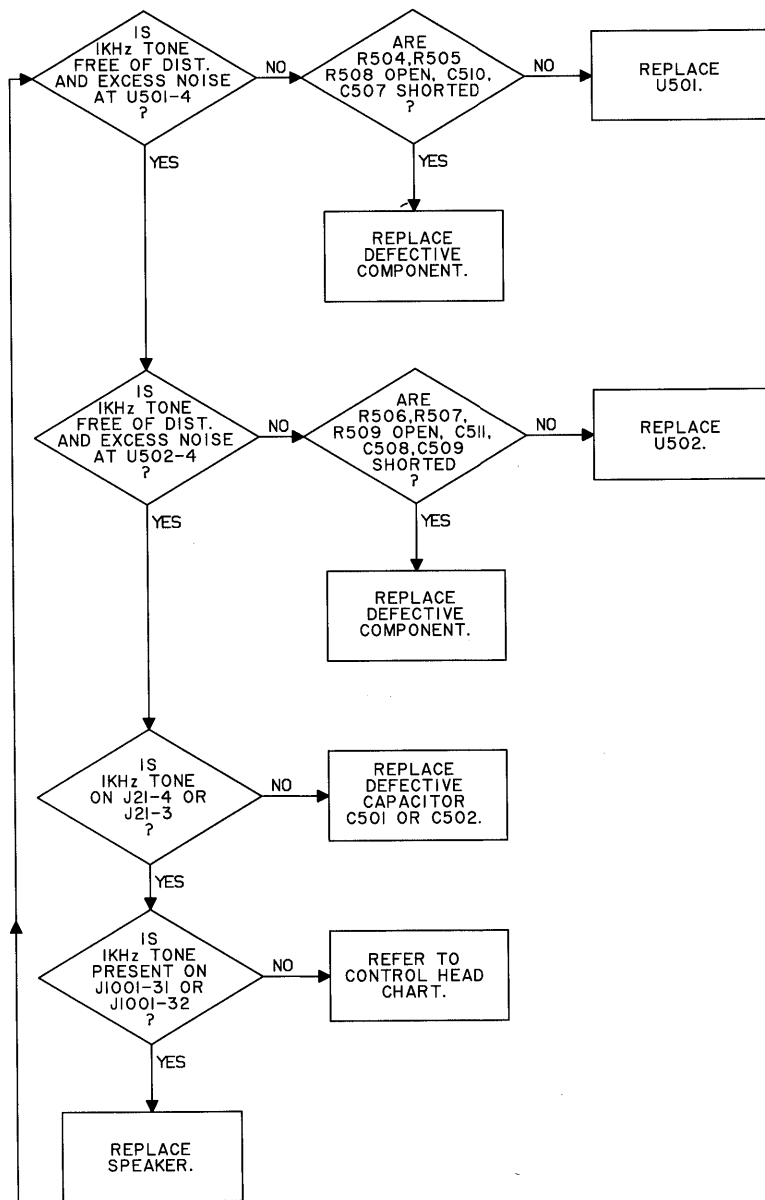 IS
1KHz TONE
FREE OF DIST.
AND EXCESS NOISE
AT U501-4
?
NO
ARE
R504,R505
R508 OPEN, C510,
C507 SHORTED
?
NO
REPLACE
U501.
YES
YES
REPLACE
DEFECTIVE
COMPONENT.
IS
1KHz TONE
FREE OF DIST.
AND EXCESS NOISE
AT U502-4
?
NO
ARE
R506,R507,
R509 OPEN, C511,
C508,C509
SHORTED
?
NO
REPLACE
U502.
YES
YES
REPLACE
DEFECTIVE
COMPONENT.
IS
1KHz TONE
ON J21-4 OR
J21-3
?
NO
REPLACE
DEFECTIVE
CAPACITOR
C501 OR C502.
YES
IS
1KHz TONE
PRESENT ON
J1001-31 OR
J1001-32
?
NO
REFER TO
CONTROL HEAD
CHART.
YES
REPLACE
SPEAKER.